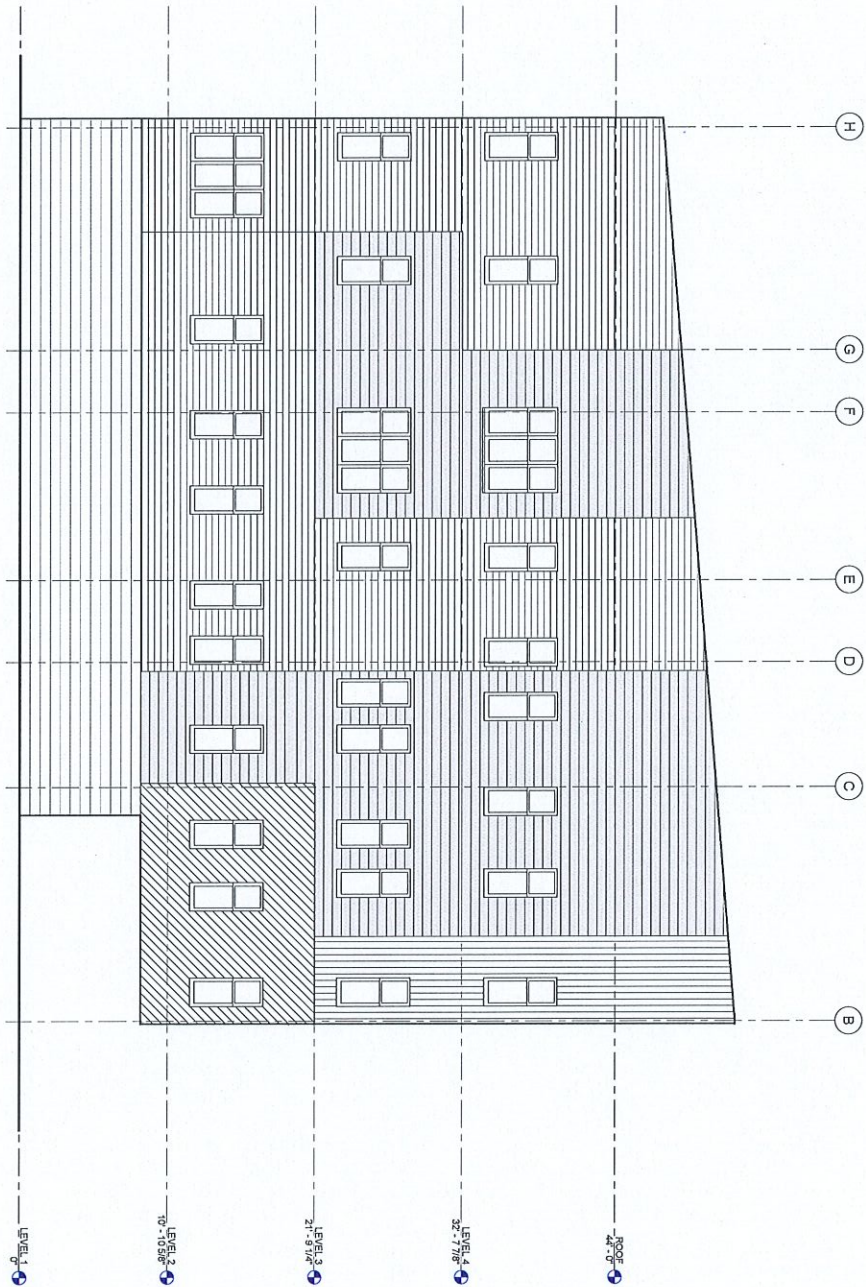 H
G
F
E
D
C
B
ROOF
44' - 0"
LEVEL 4
32' - 7 7/8"
LEVEL 3
21' - 9 1/4"
LEVEL 2
10' - 10 5/8"
LEVEL 1
0"